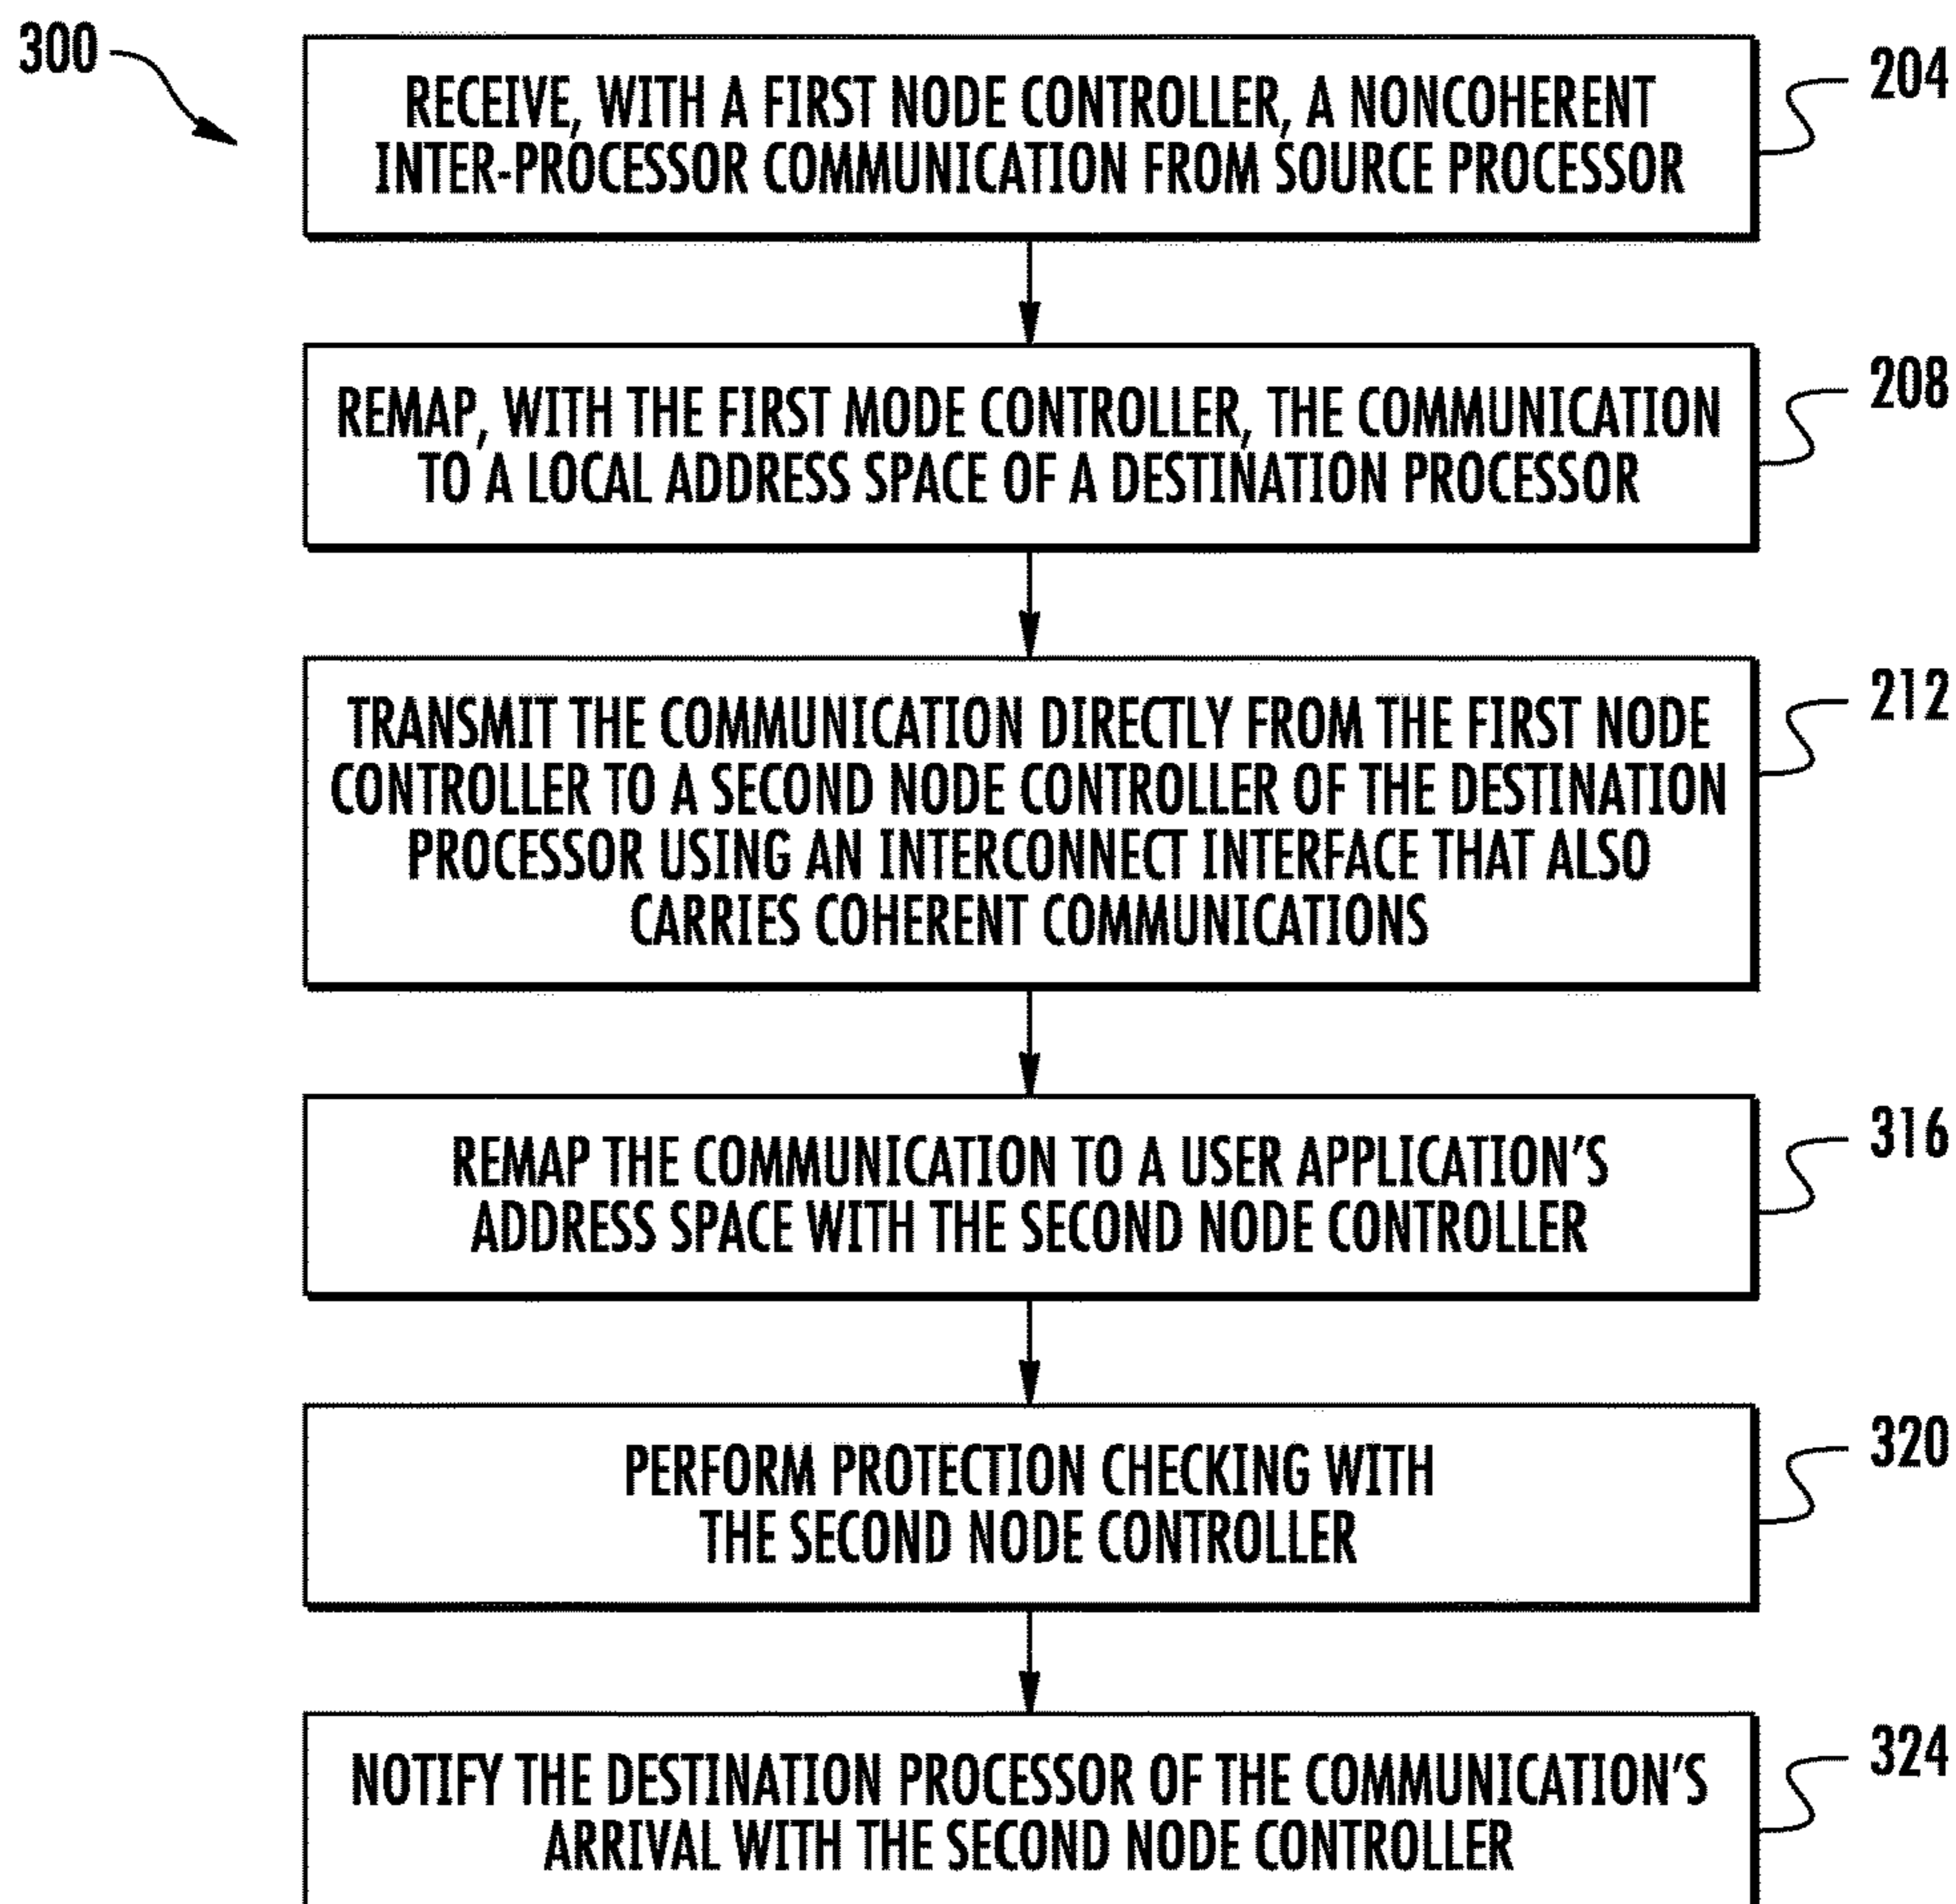 300
RECEIVE, WITH A FIRST NODE CONTROLLER, A NONCOHERENT
INTER-PROCESSOR COMMUNICATION FROM SOURCE PROCESSOR
204
REMAP, WITH THE FIRST MODE CONTROLLER, THE COMMUNICATION
TO A LOCAL ADDRESS SPACE OF A DESTINATION PROCESSOR
208
TRANSMIT THE COMMUNICATION DIRECTLY FROM THE FIRST NODE
CONTROLLER TO A SECOND NODE CONTROLLER OF THE DESTINATION
PROCESSOR USING AN INTERCONNECT INTERFACE THAT ALSO
CARRIES COHERENT COMMUNICATIONS
212
REMAP THE COMMUNICATION TO A USER APPLICATION'S
ADDRESS SPACE WITH THE SECOND NODE CONTROLLER
316
PERFORM PROTECTION CHECKING WITH
THE SECOND NODE CONTROLLER
320
NOTIFY THE DESTINATION PROCESSOR OF THE COMMUNICATION'S
ARRIVAL WITH THE SECOND NODE CONTROLLER
324